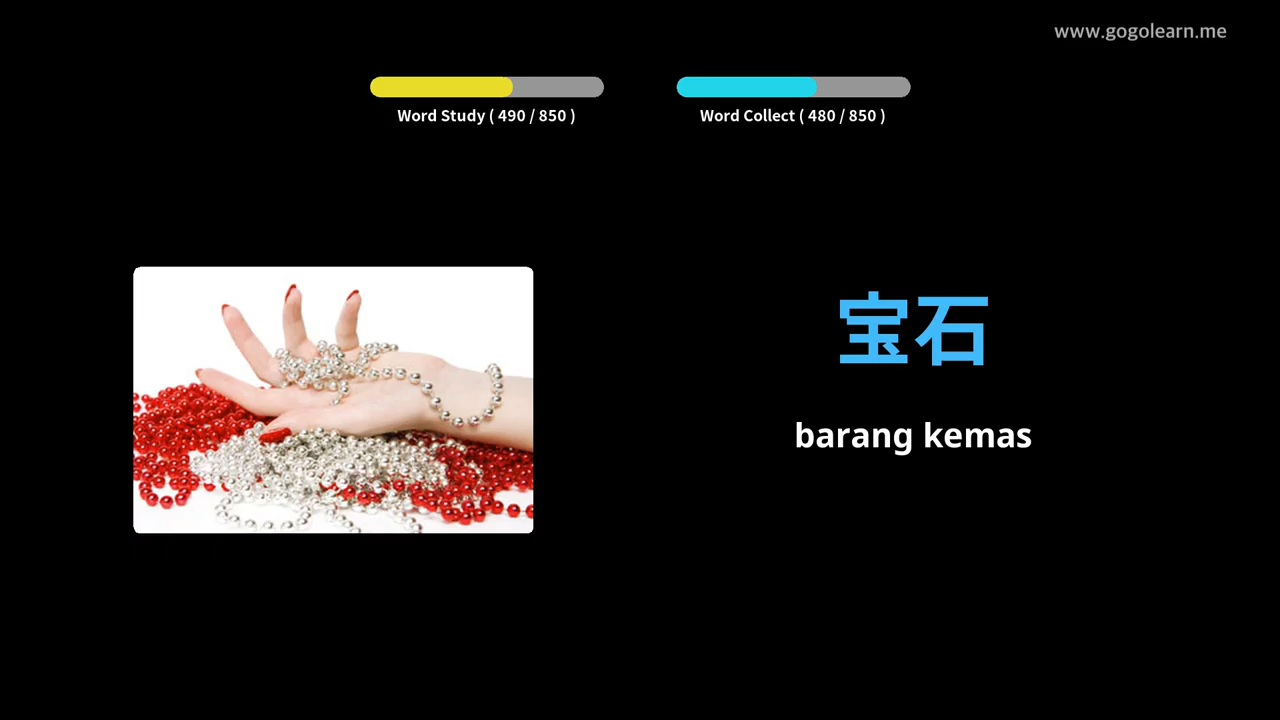 www.gogolearn.me
Word Study ( 490 / 850 )
Word Collect ( 480 / 850 )
宝石
barang kemas